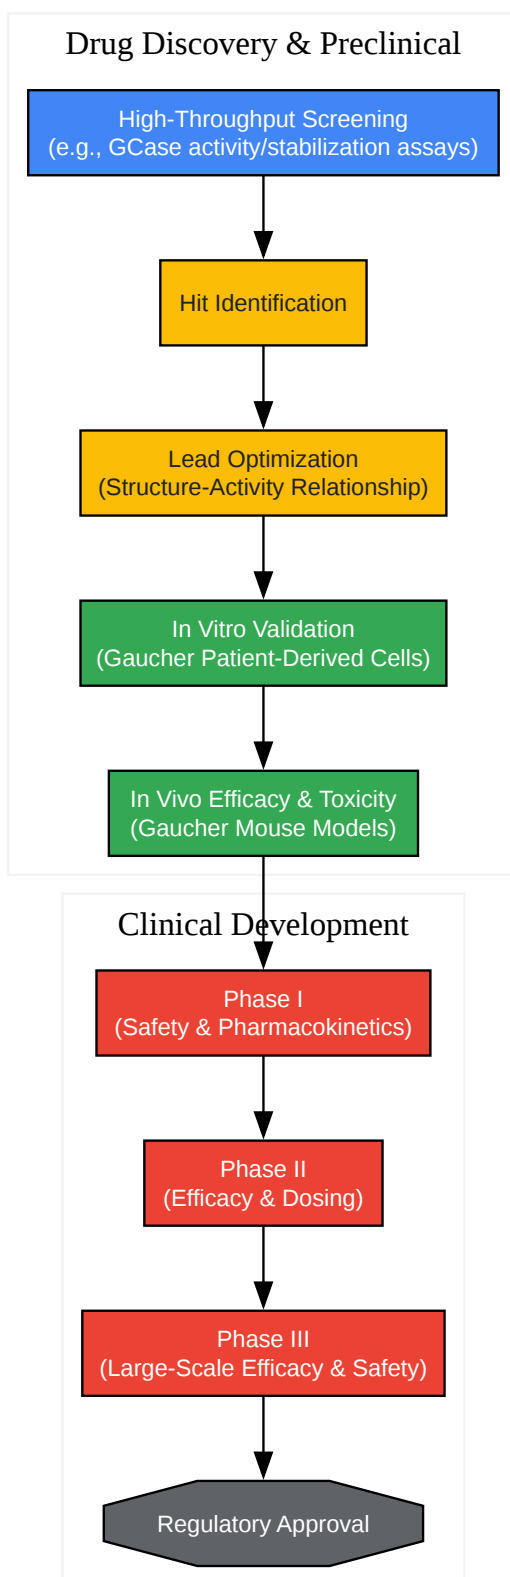 Drug Discovery & Preclinical
High-Throughput Screening
(e.g., GCase activity/stabilization assays)
Hit Identification
Lead Optimization
(Structure-Activity Relationship)
In Vitro Validation
(Gaucher Patient-Derived Cells)
In Vivo Efficacy & Toxicity
(Gaucher Mouse Models)
Clinical Development
Phase I
(Safety & Pharmacokinetics)
Phase II
(Efficacy & Dosing)
Phase III
(Large-Scale Efficacy & Safety)
Regulatory Approval